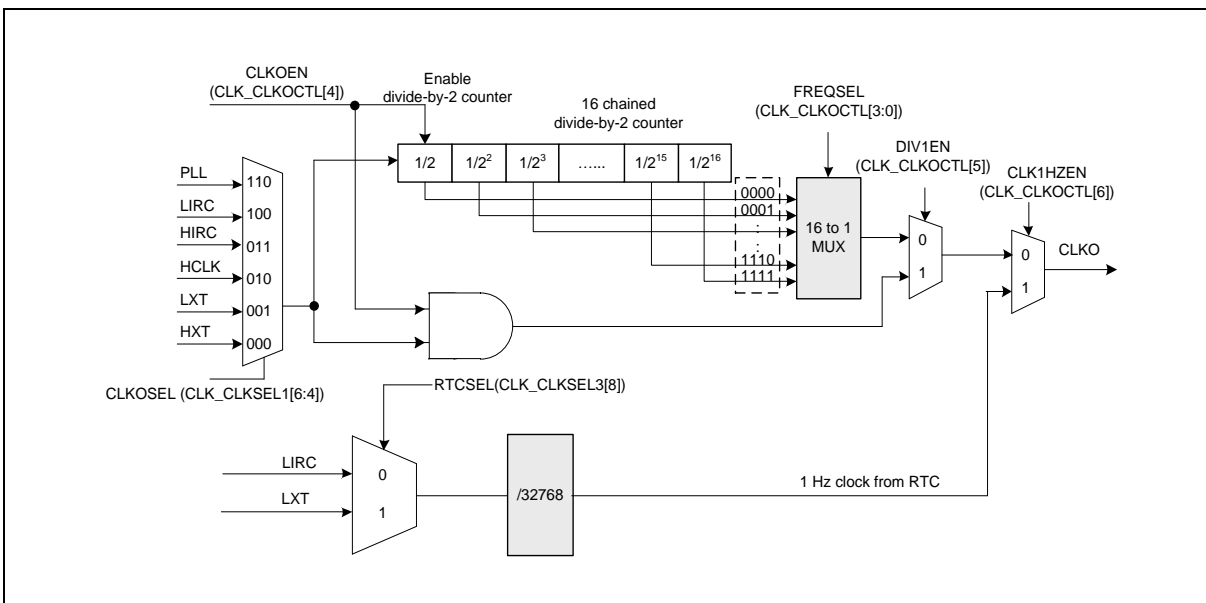 CLKOEN
(CLK_CLKOCTL[4])
Enable
divide-by-2 counter
16 chained
divide-by-2 counter
FREQSEL
(CLK_CLKOCTL[3:0])
DIV1EN
(CLK_CLKOCTL[5])
CLK1HZEN
(CLK_CLKOCTL[6])
1/2 1/2² 1/2³ …... 1/2¹⁵ 1/2¹⁶
PLL 110
LIRC 100
HIRC 011
HCLK 010
LXT 001
HXT 000
0000
0001
:
:
1110
1111
16 to 1
MUX
0
1
0
1
CLKO
CLKOSEL (CLK_CLKSEL1[6:4])
RTCSEL(CLK_CLKSEL3[8])
LIRC 0
LXT 1
/32768
1 Hz clock from RTC